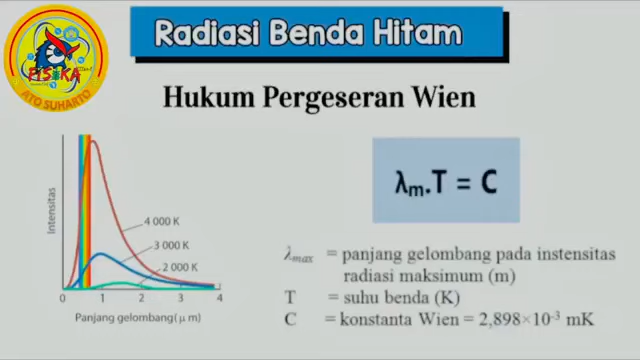 Radiasi Benda Hitam
FISIKA
ATO SUHARTO
Hukum Pergeseran Wien
Intensitas
4 000 K
3 000 K
2 000 K
0 1 2 3 4
Panjang gelombang(μ m)
λm.T = C
λmax = panjang gelombang pada instensitas
radiasi maksimum (m)
T = suhu benda (K)
C = konstanta Wien = 2,898×10⁻³ mK